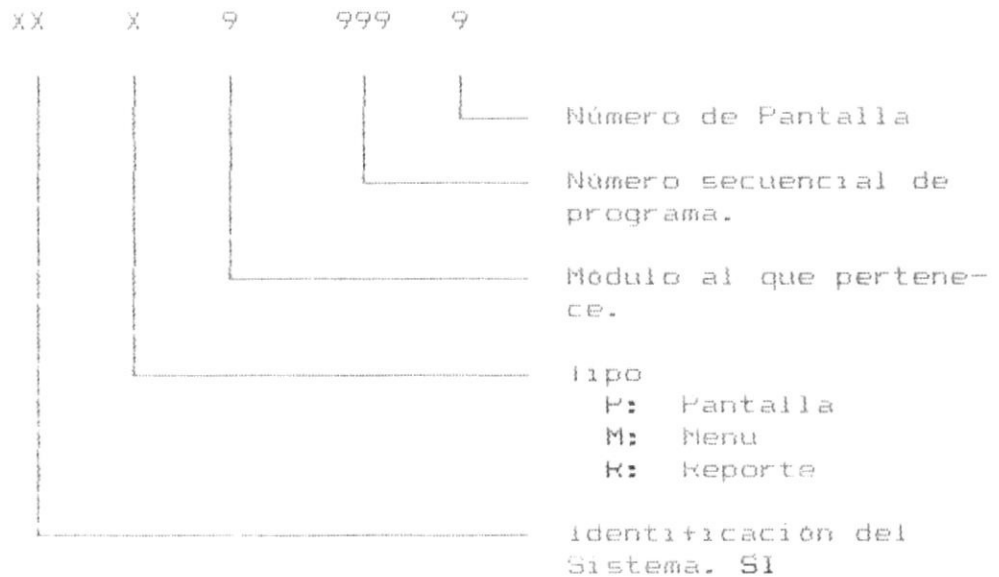 XX X 9 999 9
Número de Pantalla
Número secuencial de
programa.
Módulo al que pertene-
ce.
Tipo
P: Pantalla
M: Menu
R: Reporte
Identificación del
Sistema. SI